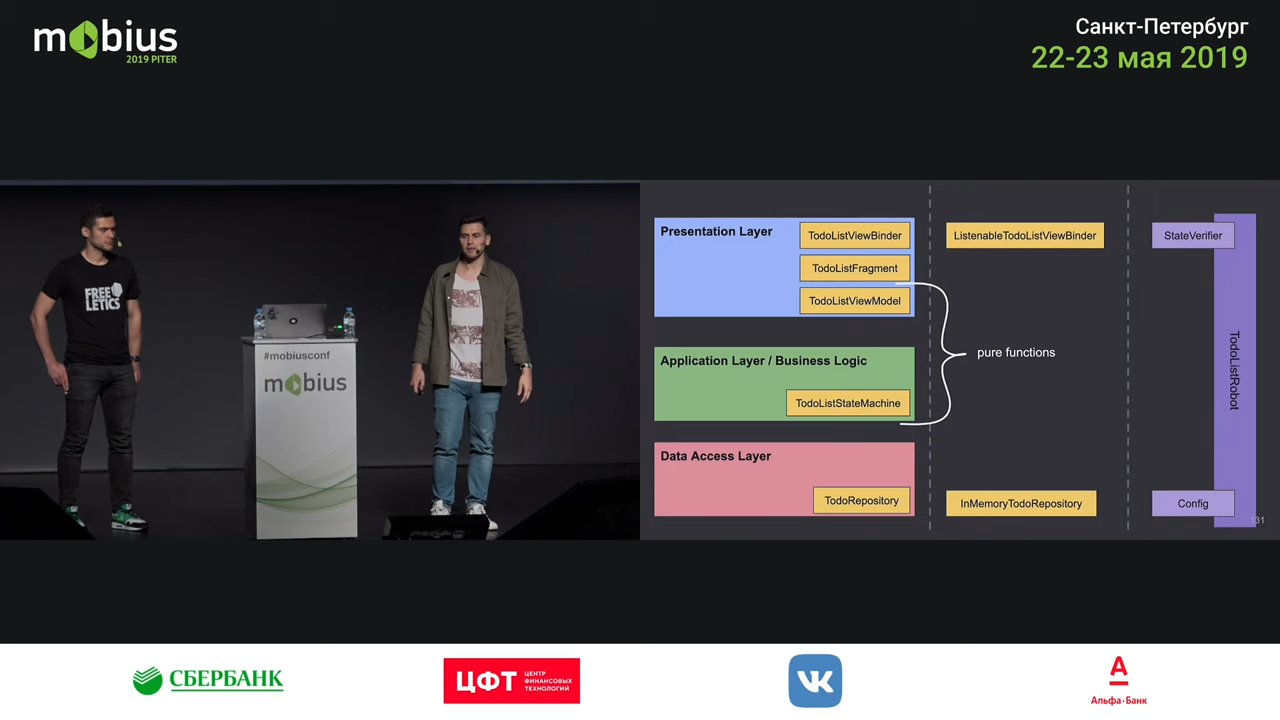 mobius
2019 PITER
Санкт-Петербург
22-23 мая 2019
FREE
LETICS
#mobiusconf
mobius
Presentation Layer
TodoListViewBinder
TodoListFragment
TodoListViewModel
Application Layer / Business Logic
TodoListStateMachine
Data Access Layer
TodoRepository
ListenableTodoListViewBinder
pure functions
InMemoryTodoRepository
StateVerifier
TodoListRobot
Config
131
СБЕРБАНК
ЦФТ
ЦЕНТР
ФИНАНСОВЫХ
ТЕХНОЛОГИЙ
VK
А
Альфа·Банк